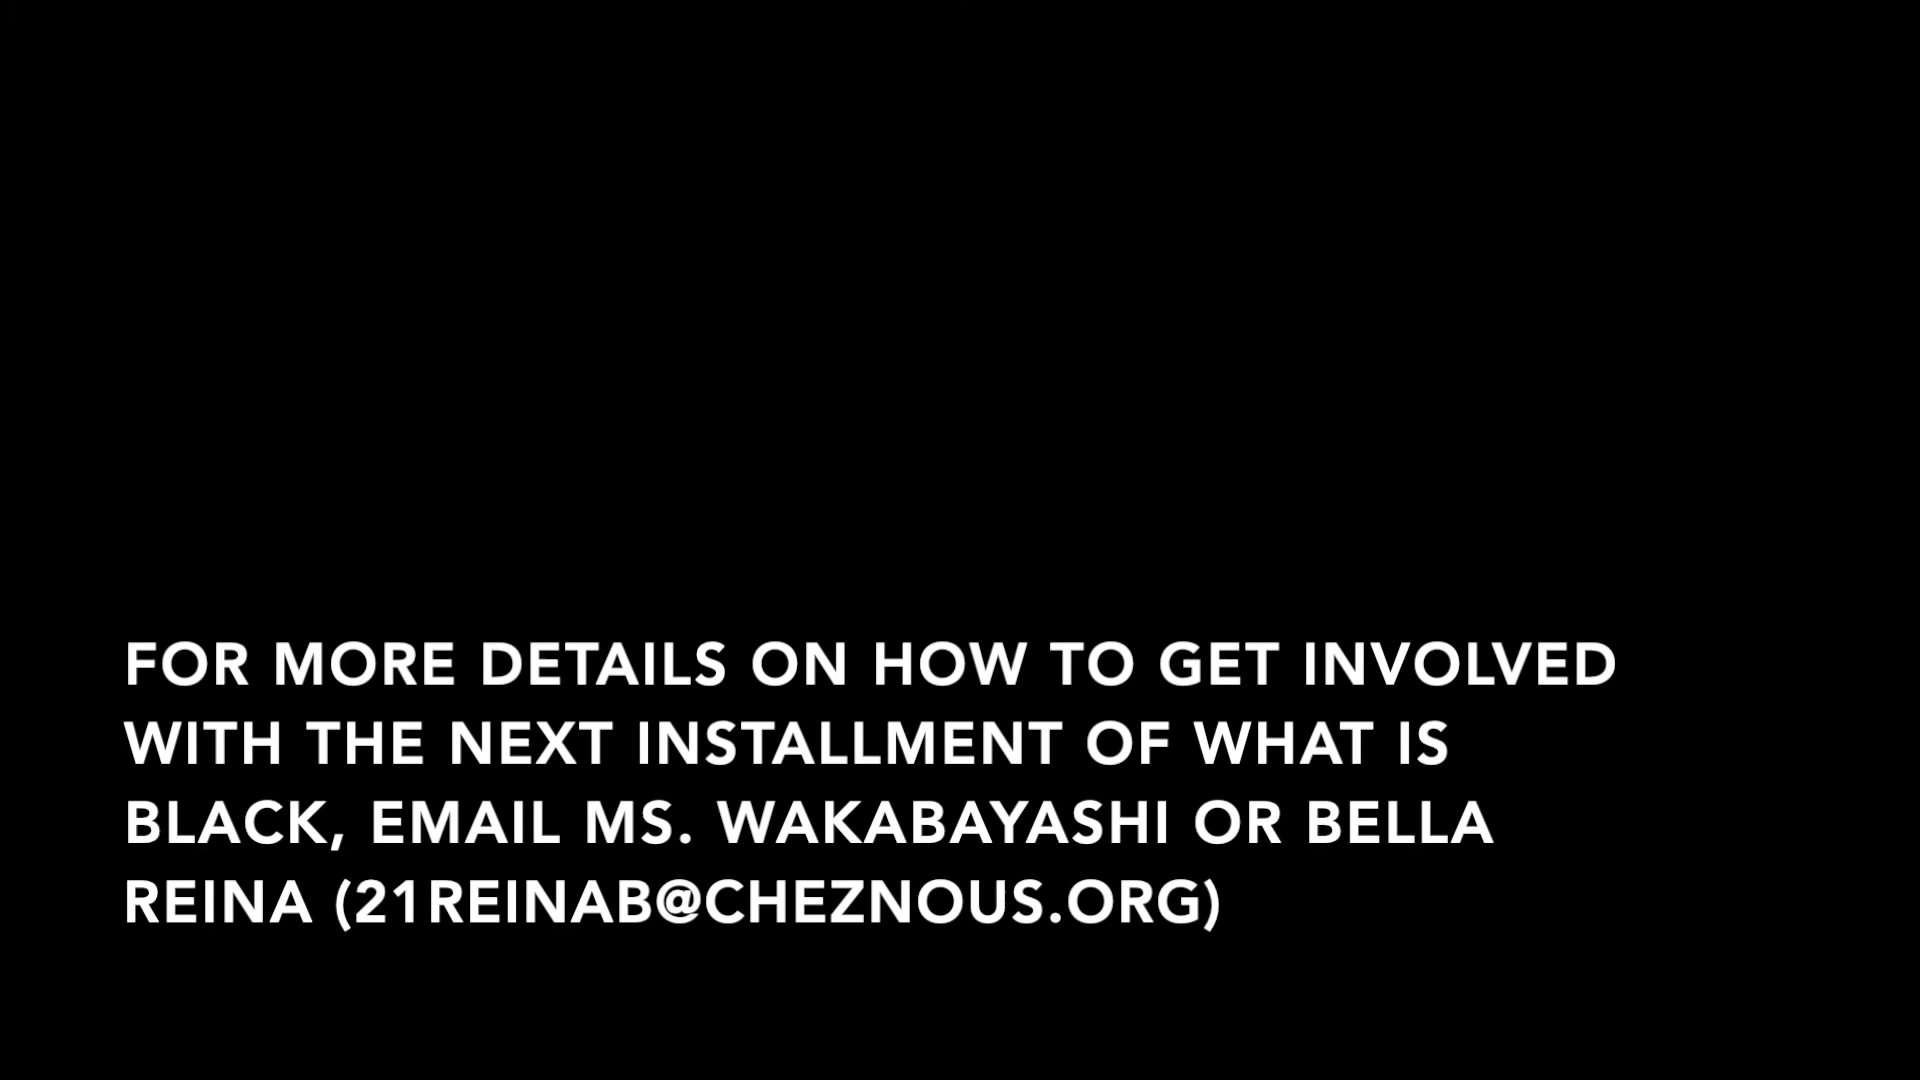 FOR MORE DETAILS ON HOW TO GET INVOLVED
WITH THE NEXT INSTALLMENT OF WHAT IS
BLACK, EMAIL MS. WAKABAYASHI OR BELLA
REINA (21REINAB@CHEZNOUS.ORG)